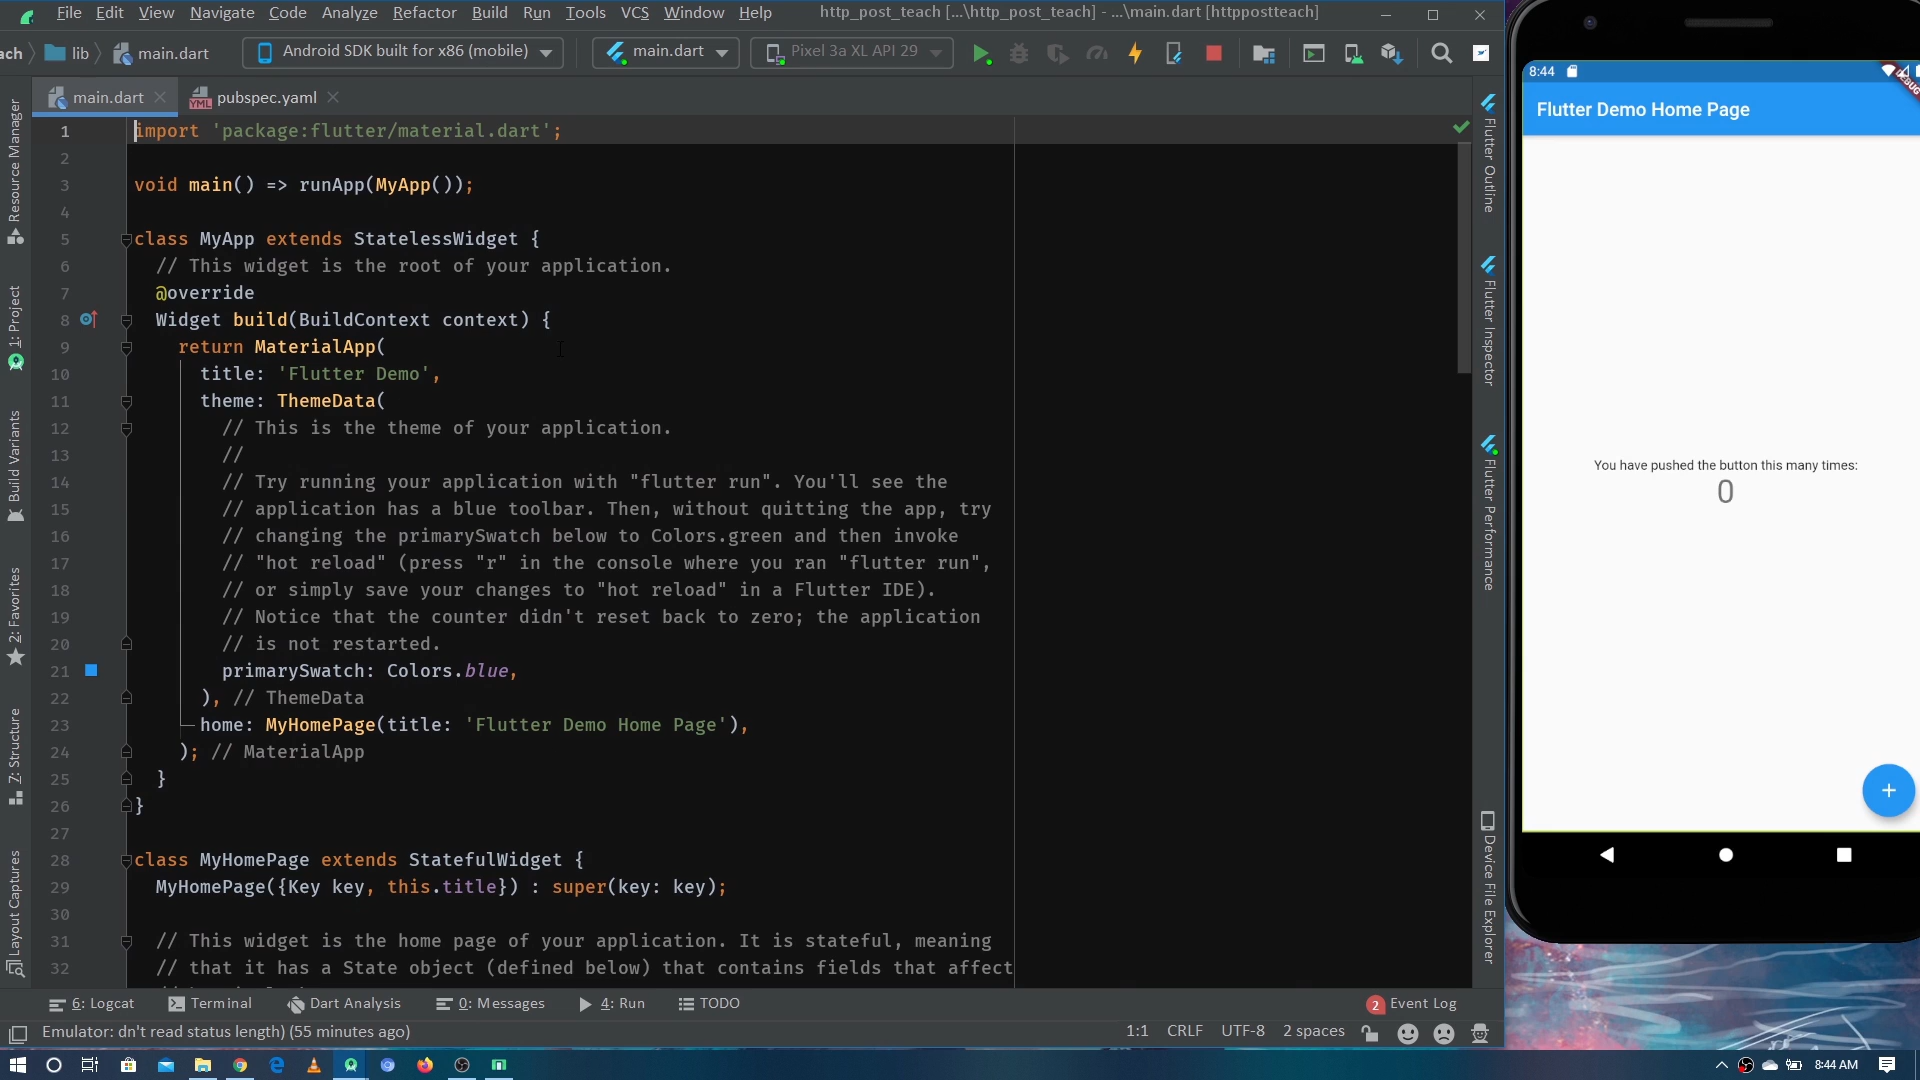 File Edit View Navigate Code Analyze Refactor Build Run Tools VCS Window Help http_post_teach [...\http_post_teach] - ...\main.dart [httppostteach]
ach lib main.dart Android SDK built for x86 (mobile) main.dart Pixel 3a XL API 29
main.dart pubspec.yaml
1 import 'package:flutter/material.dart';
2
3 void main() => runApp(MyApp());
4
5 class MyApp extends StatelessWidget {
6 // This widget is the root of your application.
7 @override
8 Widget build(BuildContext context) {
9 return MaterialApp(
10 title: 'Flutter Demo',
11 theme: ThemeData(
12 // This is the theme of your application.
13 //
14 // Try running your application with "flutter run". You'll see the
15 // application has a blue toolbar. Then, without quitting the app, try
16 // changing the primarySwatch below to Colors.green and then invoke
17 // "hot reload" (press "r" in the console where you ran "flutter run",
18 // or simply save your changes to "hot reload" in a Flutter IDE).
19 // Notice that the counter didn't reset back to zero; the application
20 // is not restarted.
21 primarySwatch: Colors.blue,
22 ), // ThemeData
23 home: MyHomePage(title: 'Flutter Demo Home Page'),
24 ); // MaterialApp
25 }
26 }
27
28 class MyHomePage extends StatefulWidget {
29 MyHomePage({Key key, this.title}) : super(key: key);
30
31 // This widget is the home page of your application. It is stateful, meaning
32 // that it has a State object (defined below) that contains fields that affect
Resource Manager
1: Project
Build Variants
2: Favorites
7: Structure
Layout Captures
Flutter Outline
Flutter Inspector
Flutter Performance
Device File Explorer
8:44
DEBUG
Flutter Demo Home Page
You have pushed the button this many times:
0
+
6: Logcat Terminal Dart Analysis 0: Messages 4: Run TODO 2 Event Log
Emulator: dn't read status length) (55 minutes ago) 1:1 CRLF UTF-8 2 spaces
8:44 AM